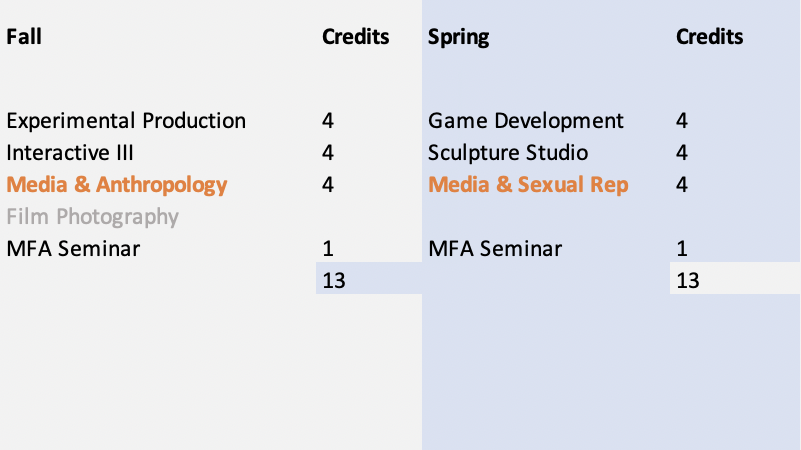 Fall Credits Spring Credits
Experimental Production 4 Game Development 4
Interactive III 4 Sculpture Studio 4
Media & Anthropology 4 Media & Sexual Rep 4
Film Photography
MFA Seminar 1 MFA Seminar 1
13 13